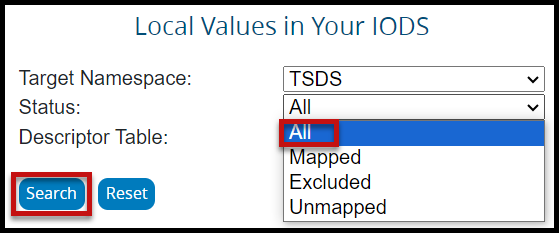 Local Values in Your IODS
Target Namespace: TSDS
Status: All
Descriptor Table: All
Mapped
Excluded
Unmapped
Search Reset